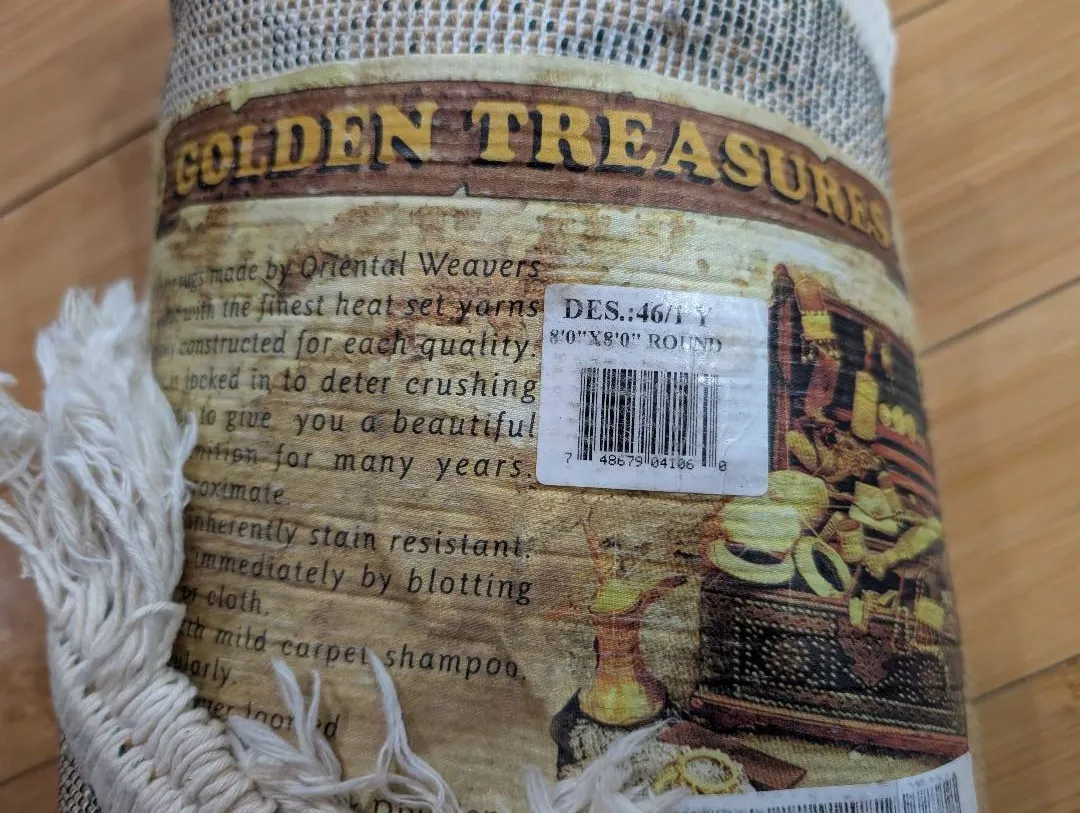 GOLDEN TREASURES
made by Oriental Weavers
with the finest heat set yarns
constructed for each quality.
locked in to deter crushing
to give you a beautiful
for many years.
inherently stain resistant.
immediately by blotting
cloth.
mild carpet shampoo.
DES.:46/1 Y
8'0"X8'0" ROUND
7 48679 04106 0